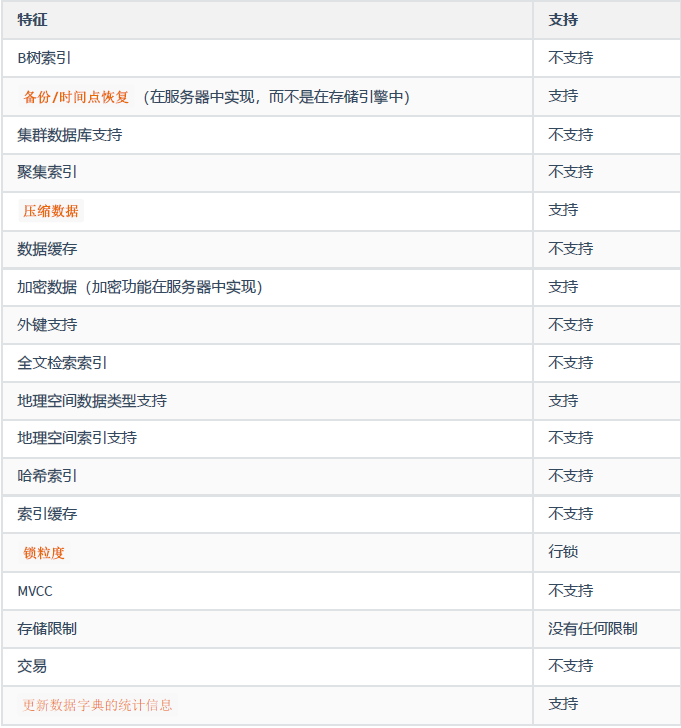 特征 支持
B树索引 不支持
备份/时间点恢复 （在服务器中实现，而不是在存储引擎中） 支持
集群数据库支持 不支持
聚集索引 不支持
压缩数据 支持
数据缓存 不支持
加密数据（加密功能在服务器中实现） 支持
外键支持 不支持
全文检索索引 不支持
地理空间数据类型支持 支持
地理空间索引支持 不支持
哈希索引 不支持
索引缓存 不支持
锁粒度 行锁
MVCC 不支持
存储限制 没有任何限制
交易 不支持
更新数据字典的统计信息 支持